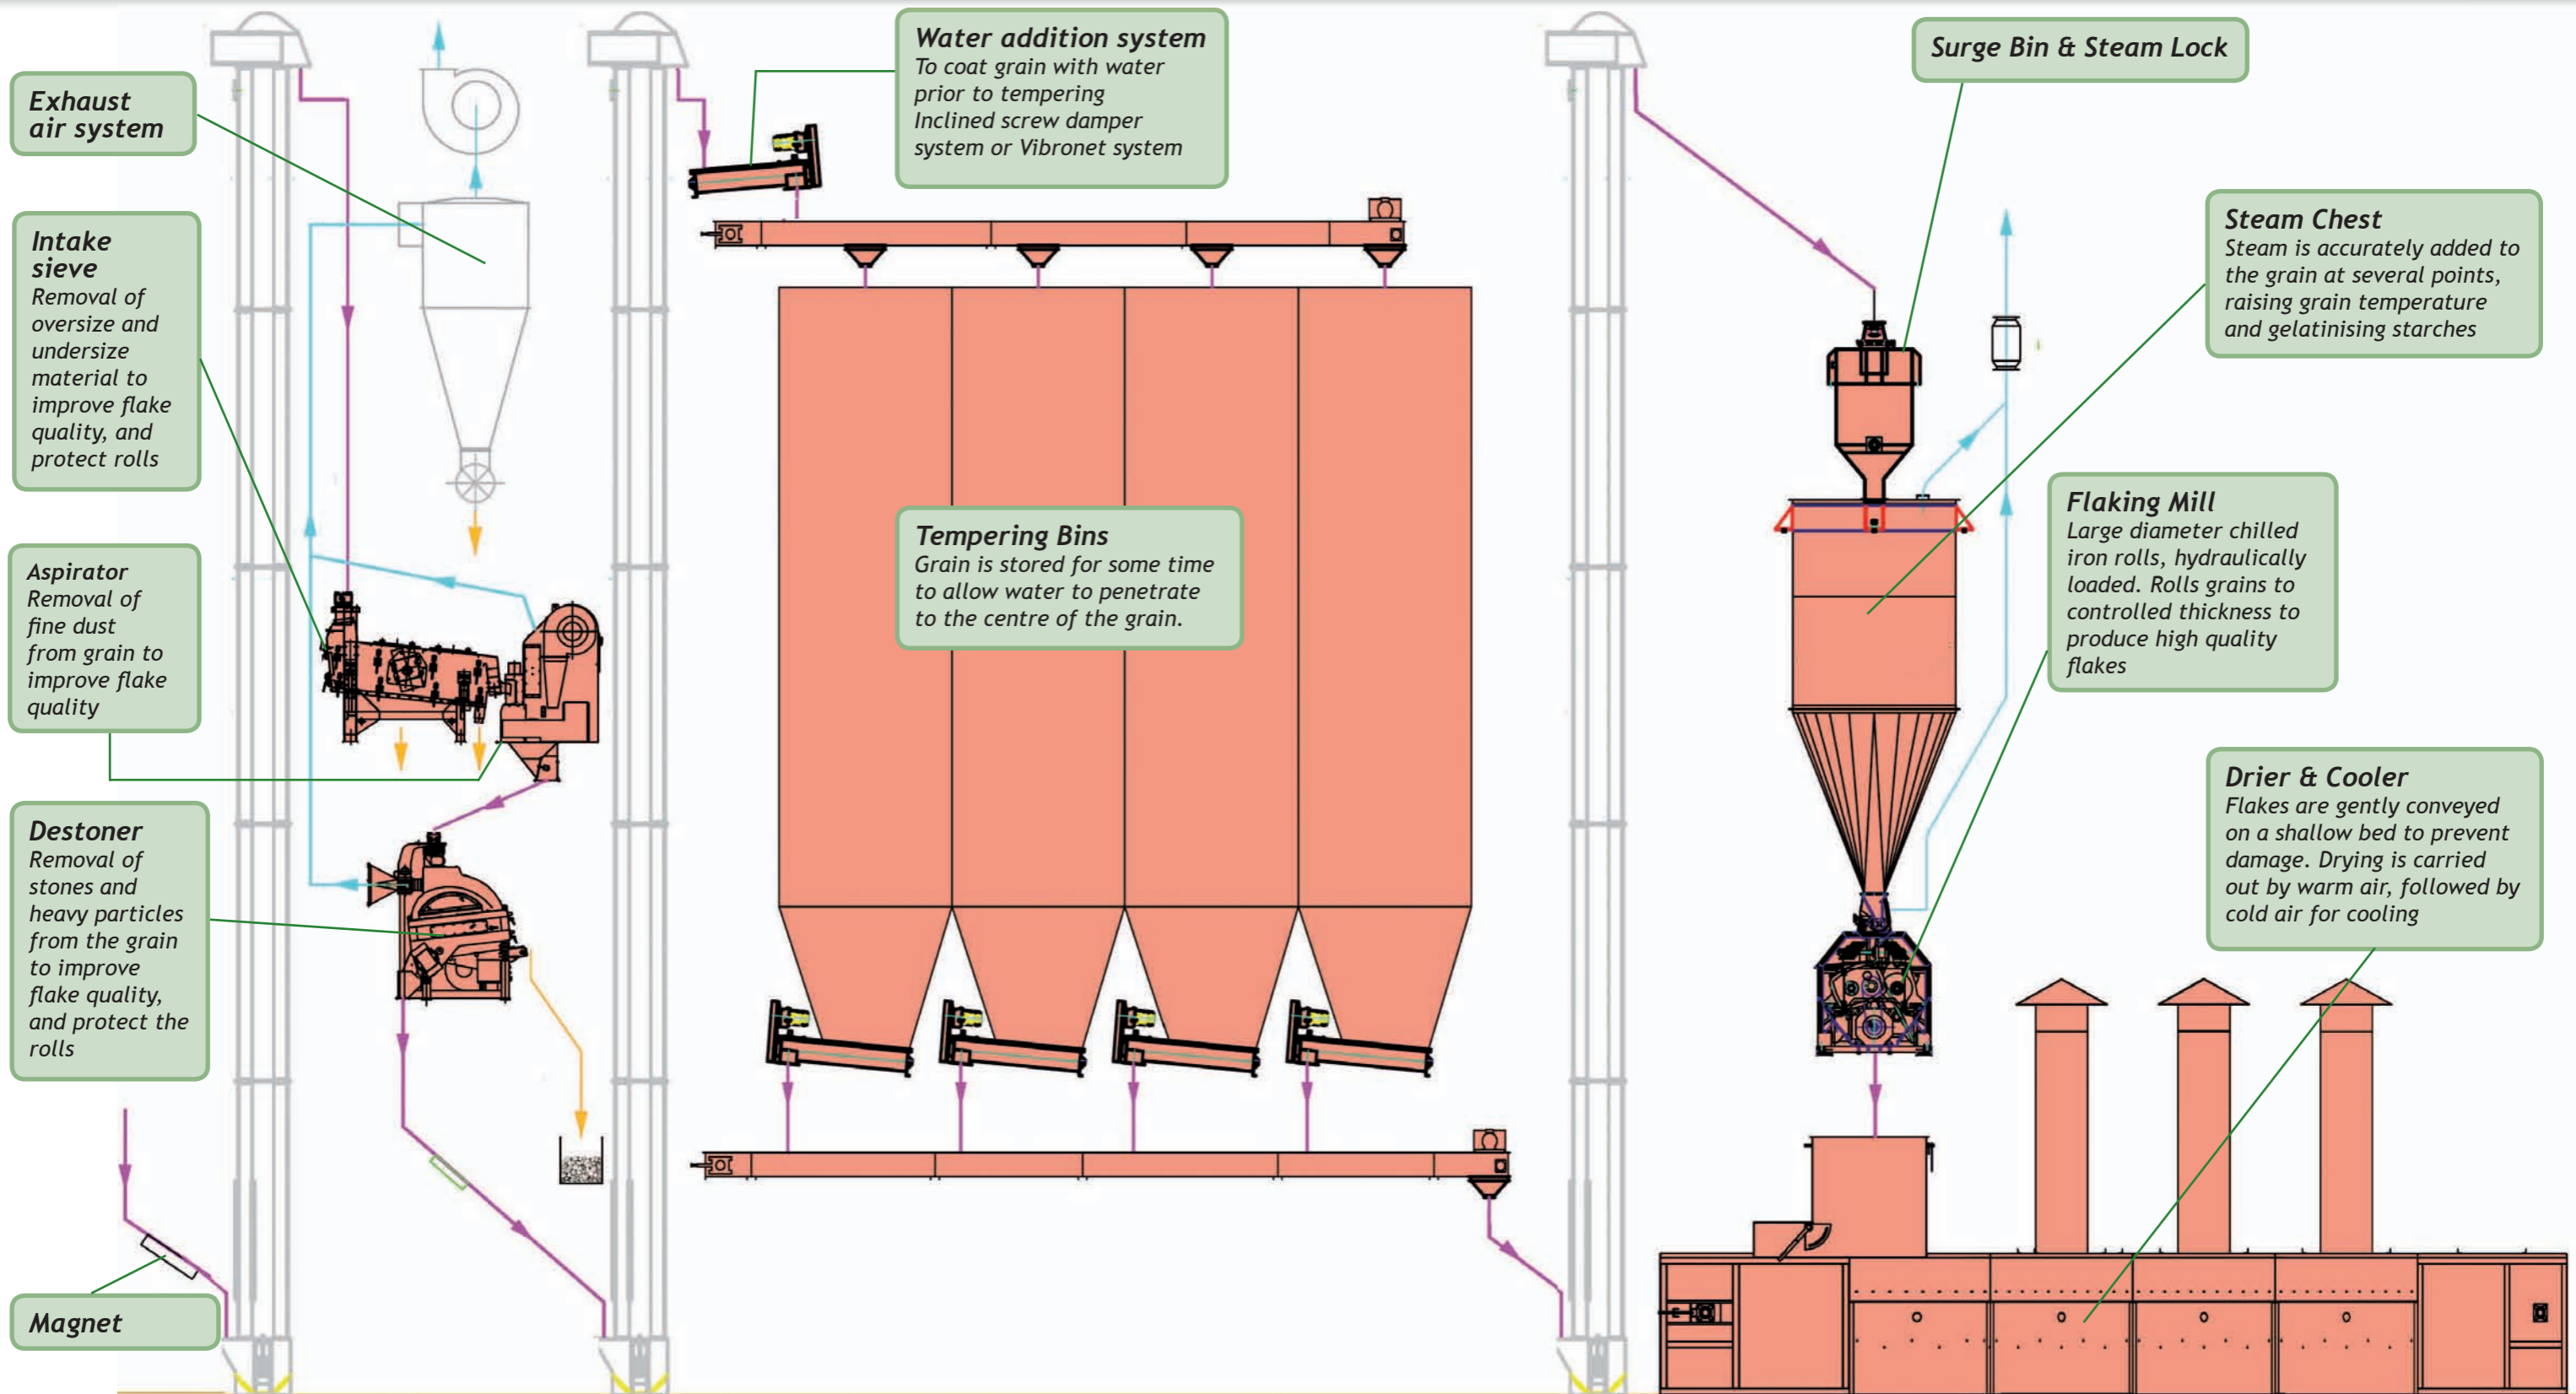 Exhaust
air system
Intake
sieve
Removal of
oversize and
undersize
material to
improve flake
quality, and
protect rolls
Aspirator
Removal of
fine dust
from grain to
improve flake
quality
Destoner
Removal of
stones and
heavy particles
from the grain
to improve
flake quality,
and protect the
rolls
Magnet
Water addition system
To coat grain with water
prior to tempering
Inclined screw damper
system or Vibronet system
Tempering Bins
Grain is stored for some time
to allow water to penetrate
to the centre of the grain.
Surge Bin & Steam Lock
Steam Chest
Steam is accurately added to
the grain at several points,
raising grain temperature
and gelatinising starches
Flaking Mill
Large diameter chilled
iron rolls, hydraulically
loaded. Rolls grains to
controlled thickness to
produce high quality
flakes
Drier & Cooler
Flakes are gently conveyed
on a shallow bed to prevent
damage. Drying is carried
out by warm air, followed by
cold air for cooling